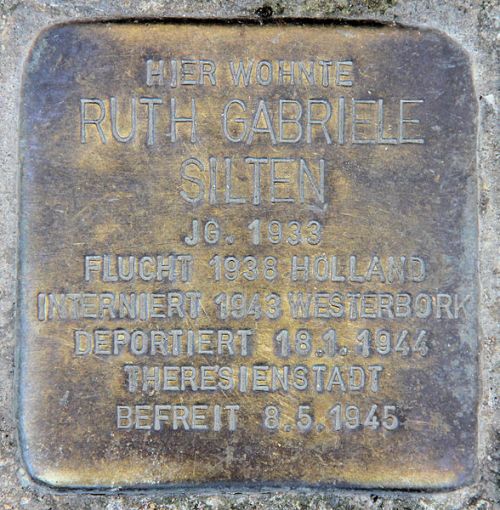 HIER WOHNTE
RUTH GABRIELE
SILTEN
JG. 1933
FLUCHT 1938 HOLLAND
INTERNIERT 1943 WESTERBORK
DEPORTIERT 18.1.1944
THERESIENSTADT
BEFREIT 8.5.1945